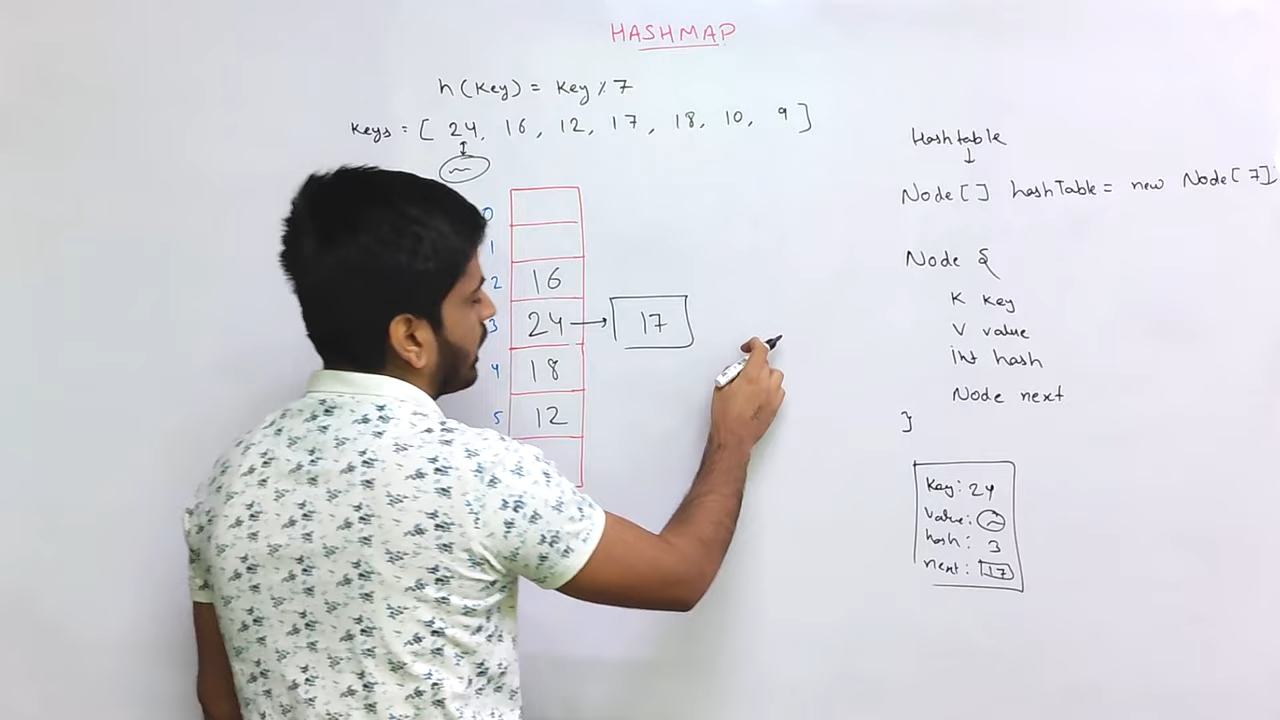 HASHMAP
h(key) = key % 7
keys = [ 24, 16, 12, 17, 18, 10, 9 ]
0
1
2 16
3 24 → 17
4 18
5 12
Hashtable
↓
Node[] hashTable = new Node[7];
Node {
K key
V value
int hash
Node next
}
key: 24
value:
hash: 3
next: 17